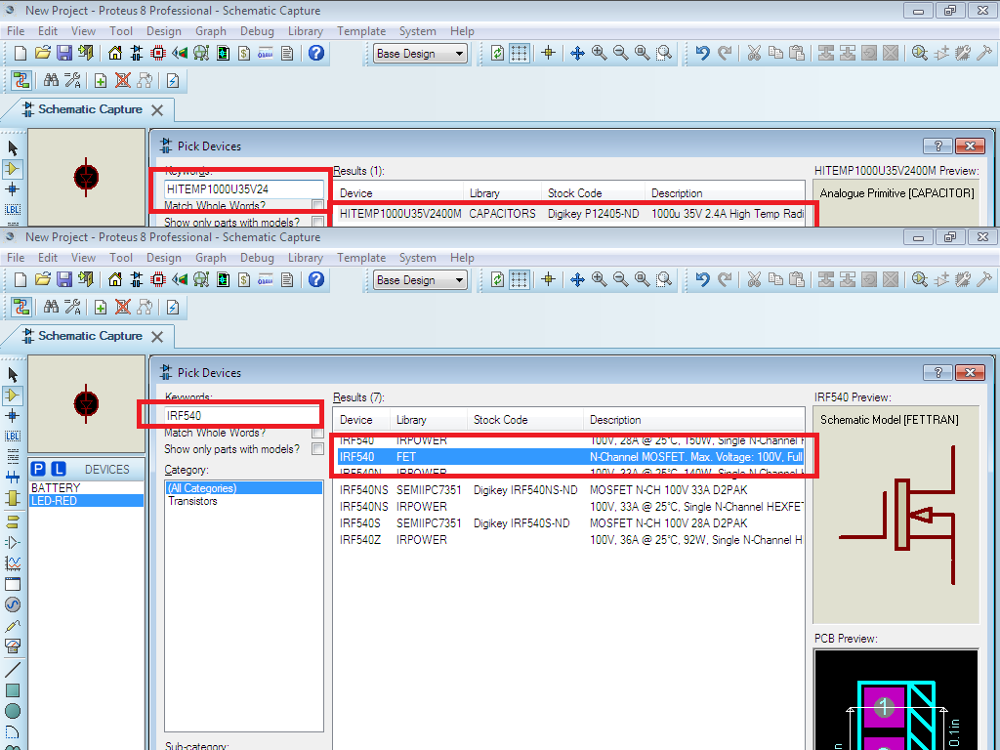 New Project - Proteus 8 Professional - Schematic Capture
File Edit View Tool Design Graph Debug Library Template System Help
Base Design
Schematic Capture
Pick Devices
Keywords:
Results (1):
HITEMP1000U35V2400M Preview:
HITEMP1000U35V24
Device Library Stock Code Description
Analogue Primitive [CAPACITOR]
Match Whole Words?
HITEMP1000U35V2400M CAPACITORS Digikey P12405-ND 1000u 35V 2.4A High Temp Radi
Show only parts with models?
New Project - Proteus 8 Professional - Schematic Capture
File Edit View Tool Design Graph Debug Library Template System Help
Base Design
Schematic Capture
Pick Devices
Keywords:
Results (7):
IRF540 Preview:
IRF540
Device Library Stock Code Description
Schematic Model [FETTRAN]
Match Whole Words?
IRF540 IRPOWER 100V, 28A @ 25°C, 150W, Single N-Channel
Show only parts with models?
IRF540 FET N-Channel MOSFET. Max. Voltage: 100V, Full
P L DEVICES
Category:
IRF540N IRPOWER 100V, 33A @ 25°C, 140W, Single N-Channel
BATTERY
(All Categories)
IRF540NS SEMIIPC7351 Digikey IRF540NS-ND MOSFET N-CH 100V 33A D2PAK
LED-RED
Transistors
IRF540NS IRPOWER 100V, 33A @ 25°C, Single N-Channel HEXFET
IRF540S SEMIIPC7351 Digikey IRF540S-ND MOSFET N-CH 100V 28A D2PAK
IRF540Z IRPOWER 100V, 36A @ 25°C, 92W, Single N-Channel H
PCB Preview:
1
0.1in
Sub-category: